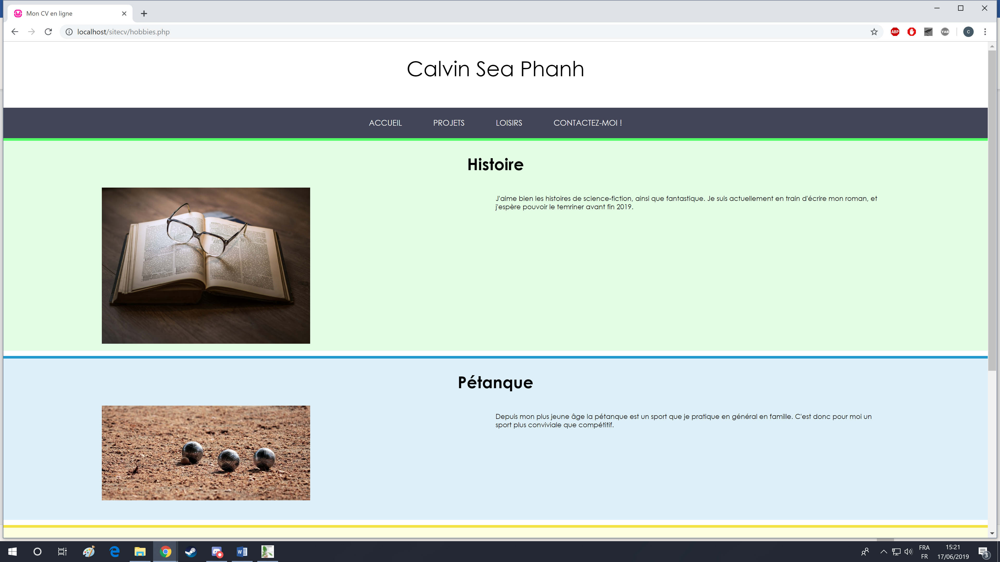 Mon CV en ligne
localhost/sitecv/hobbies.php
ABP
YAB
C
Calvin Sea Phanh
ACCUEIL PROJETS LOISIRS CONTACTEZ-MOI !
Histoire
J'aime bien les histoires de science-fiction, ainsi que fantastique. Je suis actuellement en train d'écrire mon roman, et
j'espère pouvoir le temriner avant fin 2019.
Pétanque
Depuis mon plus jeune âge la pétanque est un sport que je pratique en général en famille. C'est donc pour moi un
sport plus conviviale que compétitif.
FRA
FR
15:21
17/06/2019
3